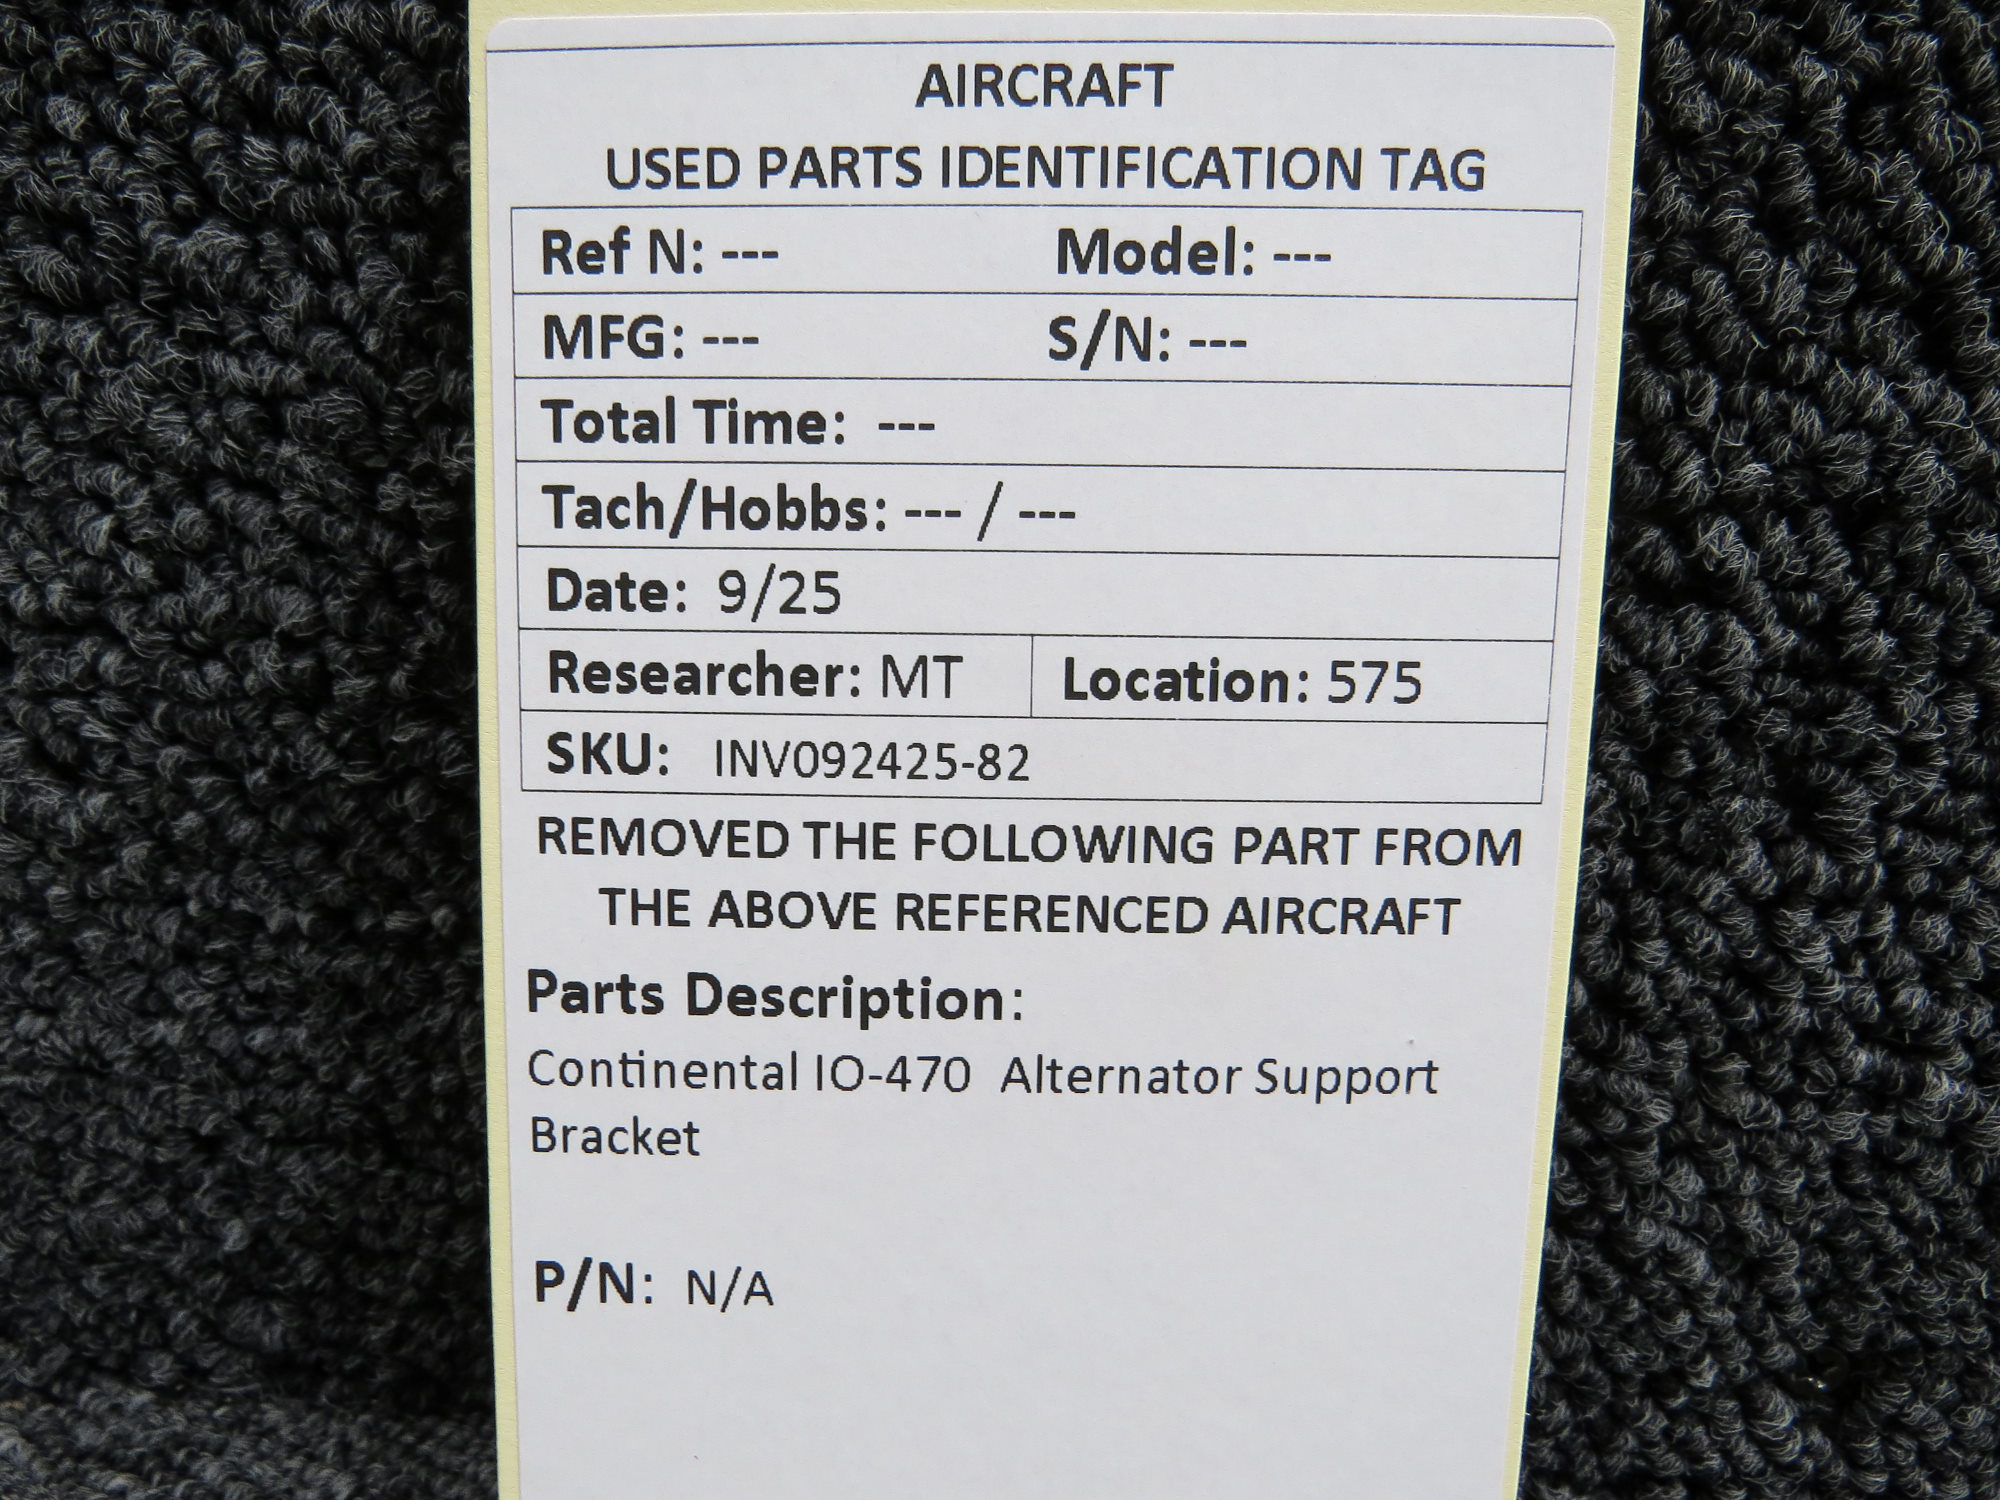 AIRCRAFT
USED PARTS IDENTIFICATION TAG
Ref N: --- Model: ---
MFG: --- S/N: ---
Total Time: ---
Tach/Hobbs: --- / ---
Date: 9/25
Researcher: MT Location: 575
SKU: INV092425-82
REMOVED THE FOLLOWING PART FROM
THE ABOVE REFERENCED AIRCRAFT
Parts Description:
Continental IO-470 Alternator Support
Bracket
P/N: N/A